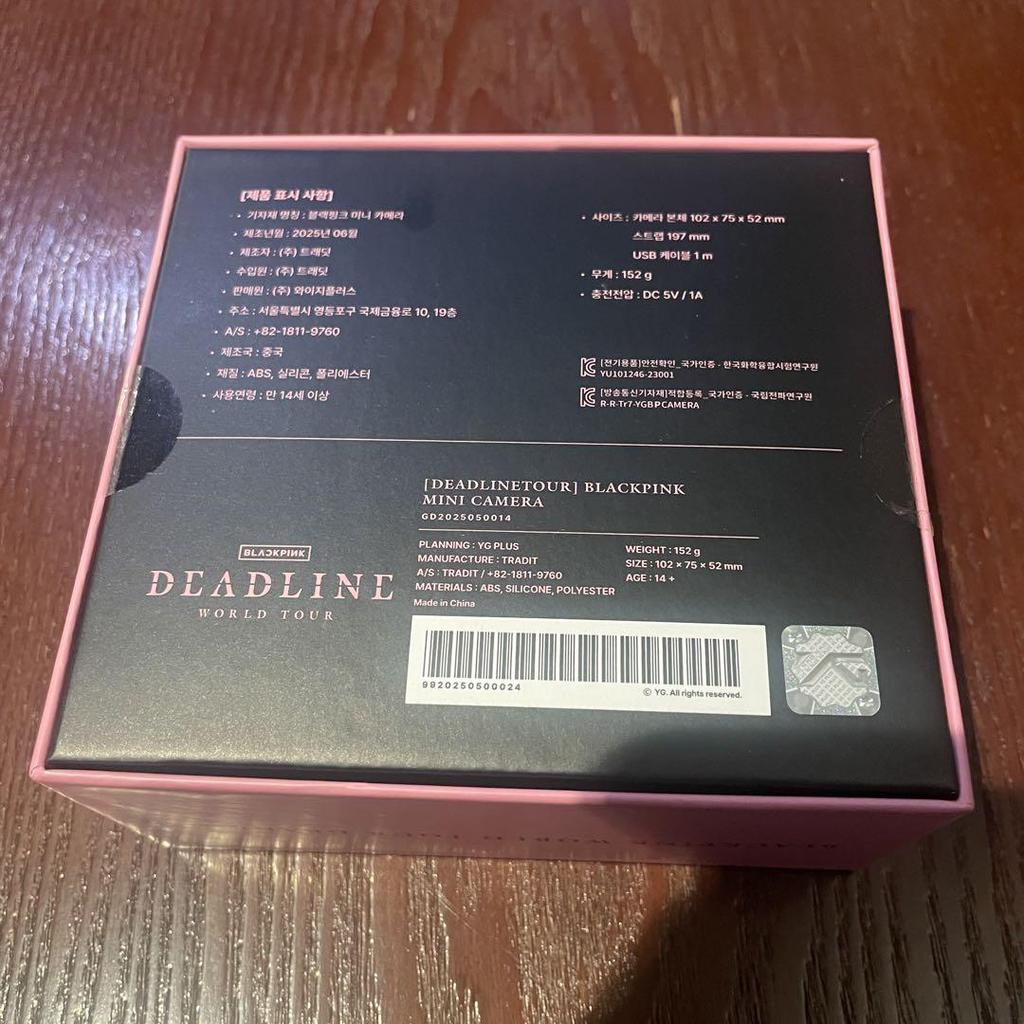 [제품 표시 사항]
• 기자재 명칭 : 블랙핑크 미니 카메라
• 제조년월 : 2025년 06월
• 제조자 : (주) 트래딧
• 수입원 : (주) 트래딧
• 판매원 : (주) 와이지플러스
• 주소 : 서울특별시 영등포구 국제금융로 10, 19층
• A/S : +82-1811-9760
• 제조국 : 중국
• 재질 : ABS, 실리콘, 폴리에스터
• 사용연령 : 만 14세 이상
• 사이즈 : 카메라 본체 102 x 75 x 52 mm
스트랩 197 mm
USB 케이블 1 m
• 무게 : 152 g
• 충전전압 : DC 5V / 1A
[전기용품]안전확인_국가인증 - 한국화학융합시험연구원
YU101246-23001
[방송통신기자재]적합등록_국가인증 - 국립전파연구원
R-R-Tr7-YGBPCAMERA
[DEADLINETOUR] BLACKPINK
MINI CAMERA
GD2025050014
PLANNING : YG PLUS
MANUFACTURE : TRADIT
A/S : TRADIT / +82-1811-9760
MATERIALS : ABS, SILICONE, POLYESTER
Made in China
WEIGHT : 152 g
SIZE : 102 × 75 × 52 mm
AGE : 14 +
BLACKPINK
DEADLINE
WORLD TOUR
9920250500024
© YG. All rights reserved.